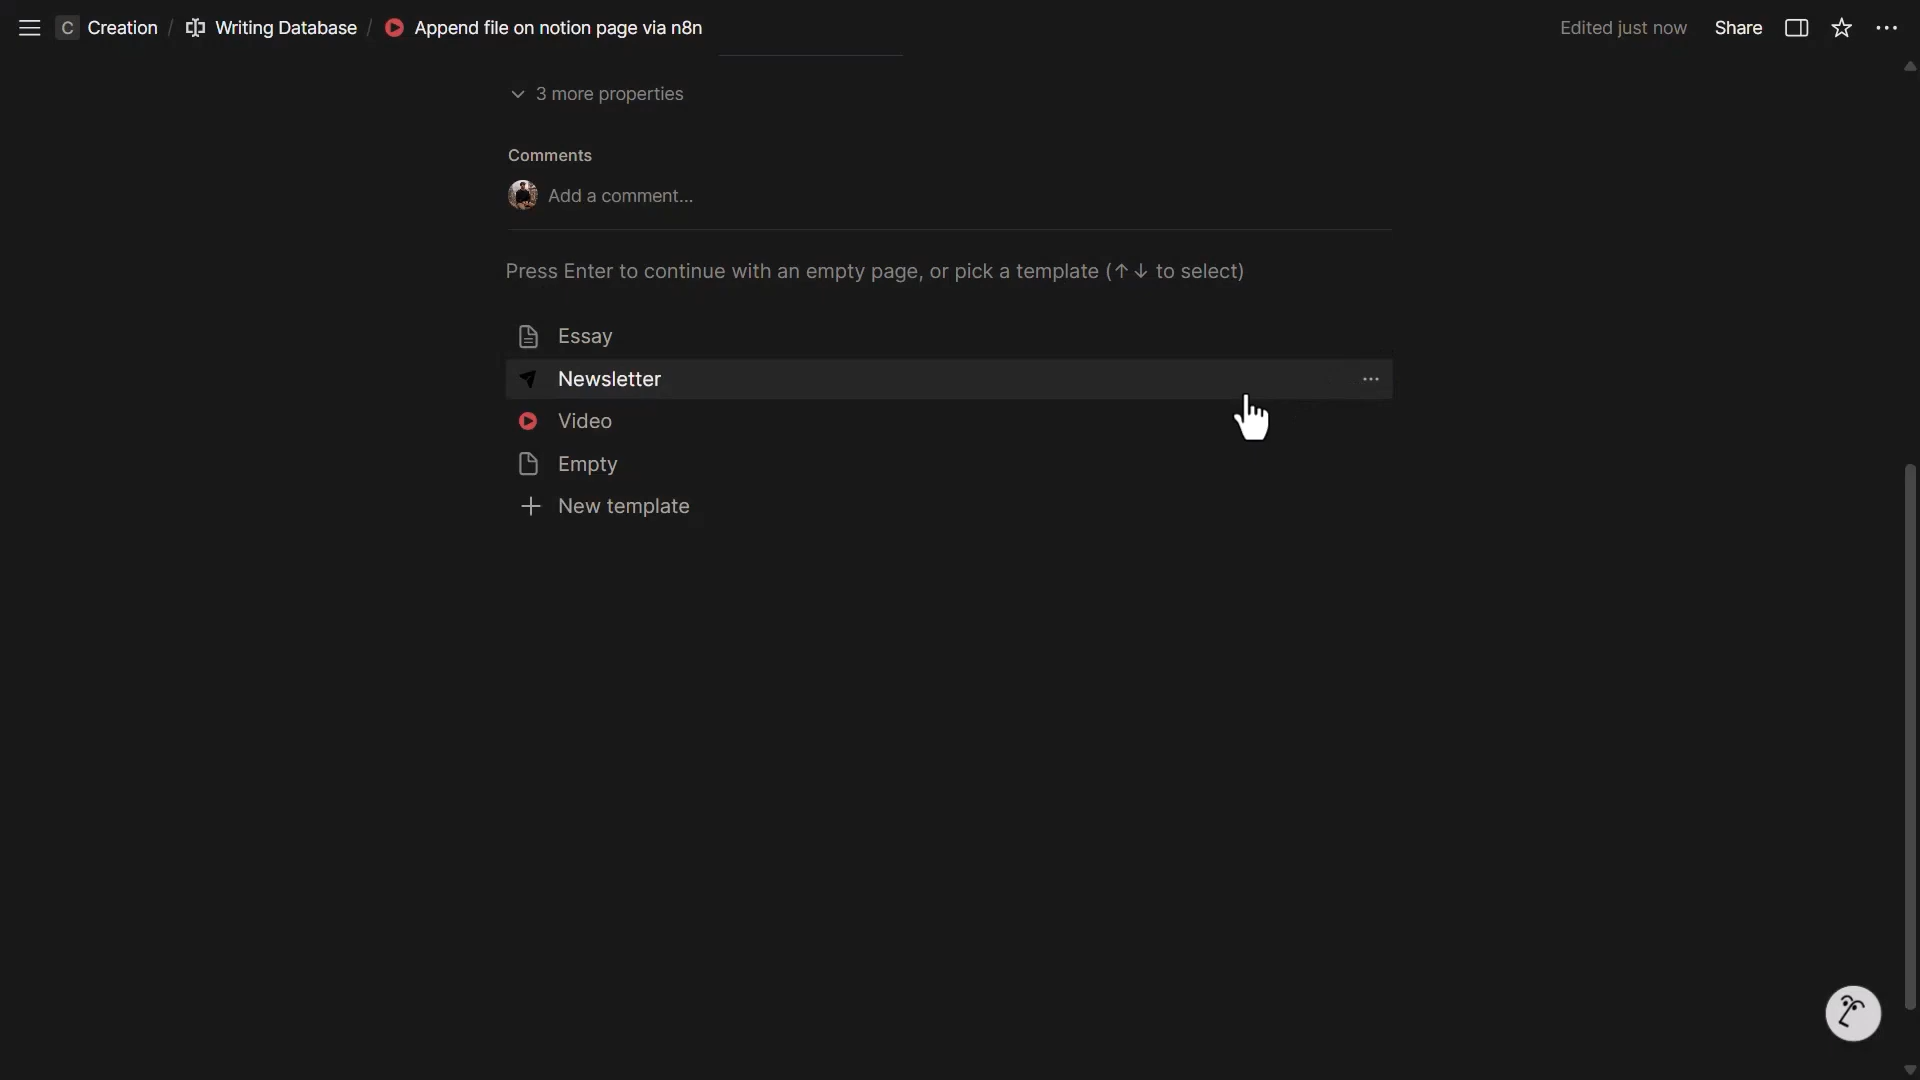 C Creation / Writing Database / Append file on notion page via n8n
Edited just now Share
3 more properties
Comments
Add a comment...
Press Enter to continue with an empty page, or pick a template (↑↓ to select)
Essay
Newsletter
Video
Empty
New template